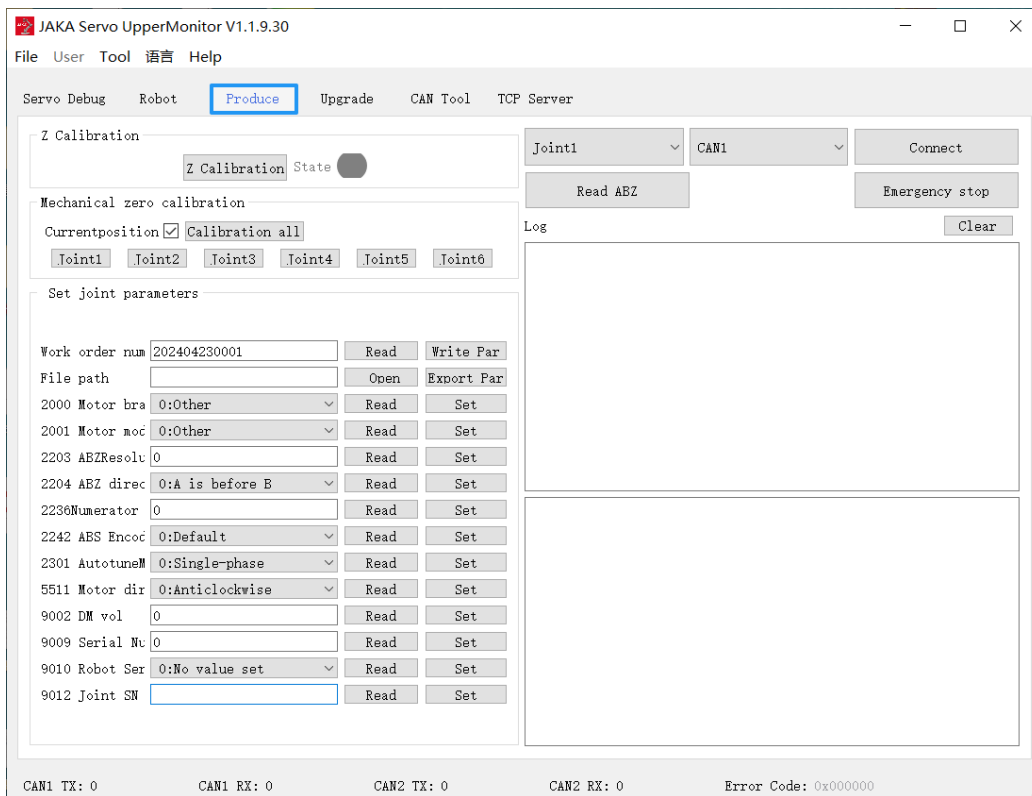 JAKA Servo UpperMonitor V1.1.9.30
File User Tool 语言 Help
Servo Debug Robot Produce Upgrade CAN Tool TCP Server
Z Calibration
Z Calibration State
Joint1 CAN1 Connect
Read ABZ Emergency stop
Mechanical zero calibration
Currentposition Calibration all
Joint1 Joint2 Joint3 Joint4 Joint5 Joint6
Log Clear
Set joint parameters
Work order num 202404230001 Read Write Par
File path Open Export Par
2000 Motor bra 0:Other Read Set
2001 Motor mod 0:Other Read Set
2203 ABZResolu 0 Read Set
2204 ABZ direc 0:A is before B Read Set
2236Numerator 0 Read Set
2242 ABS Encod 0:Default Read Set
2301 AutotuneM 0:Single-phase Read Set
5511 Motor dir 0:Anticlockwise Read Set
9002 DM vol 0 Read Set
9009 Serial Nu 0 Read Set
9010 Robot Ser 0:No value set Read Set
9012 Joint SN Read Set
CAN1 TX: 0 CAN1 RX: 0 CAN2 TX: 0 CAN2 RX: 0 Error Code: 0x000000